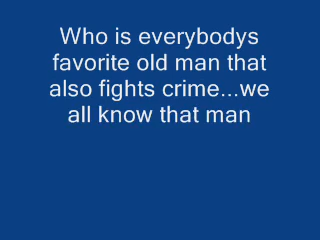 Who is everybodys
favorite old man that
also fights crime...we
all know that man